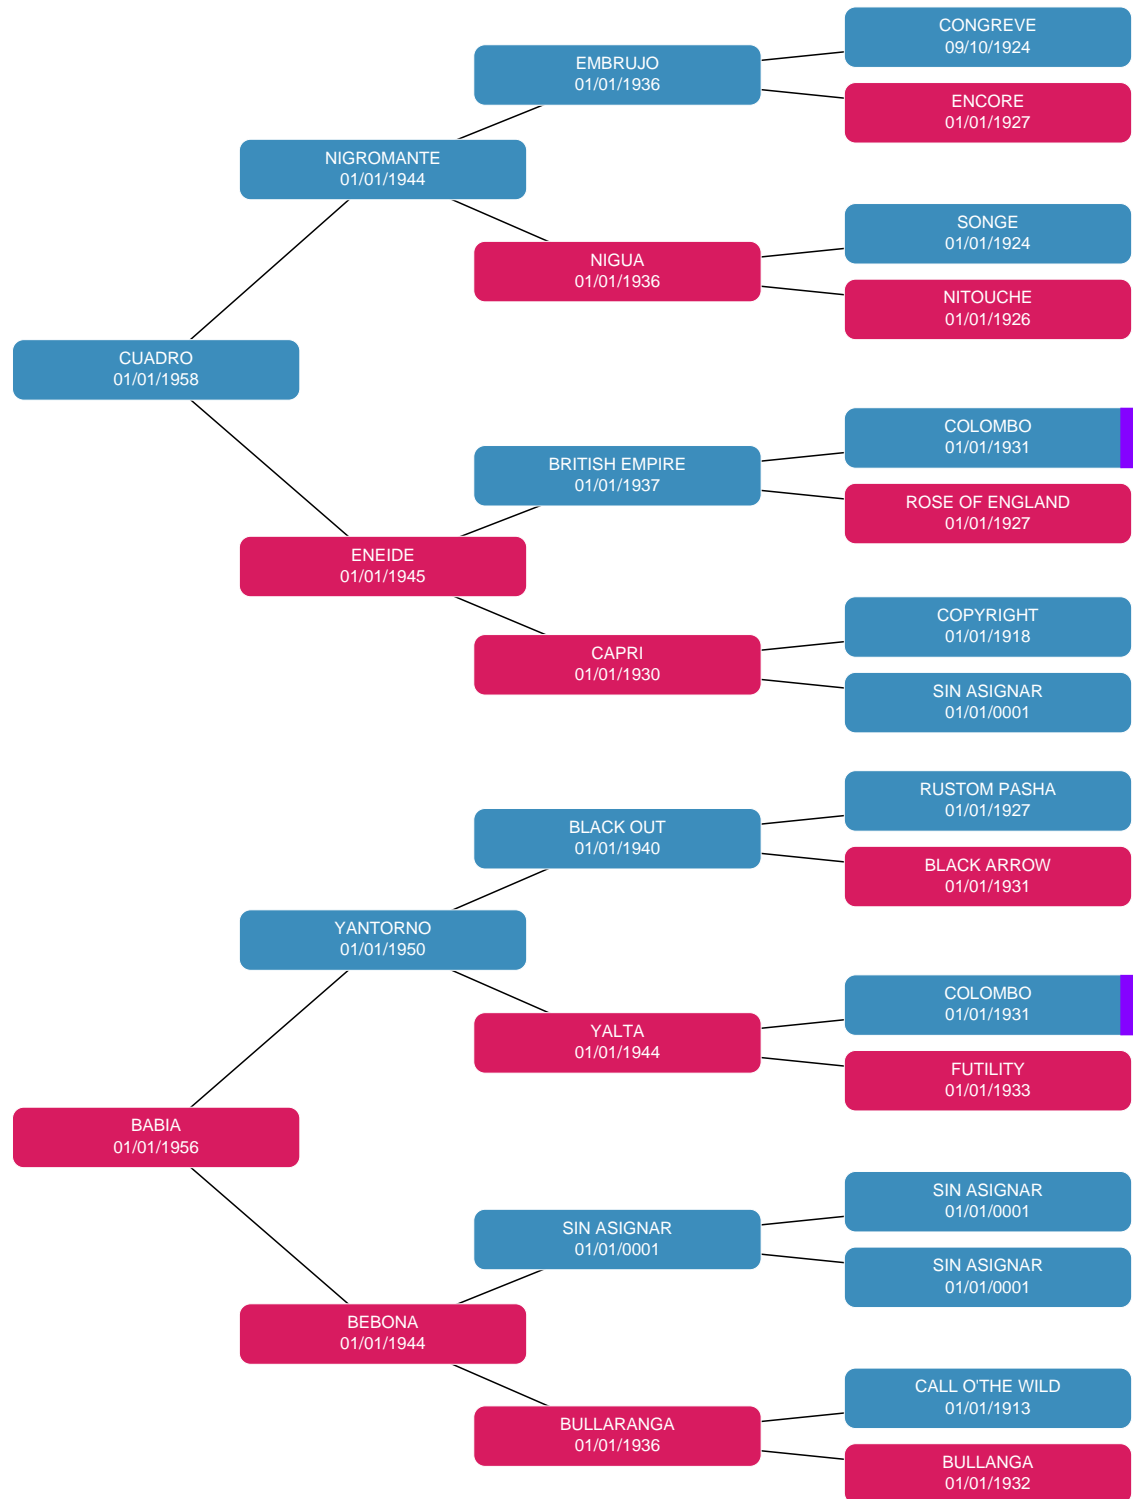 CONGREVE
09/10/1924
EMBRUJO
01/01/1936
ENCORE
01/01/1927
NIGROMANTE
01/01/1944
SONGE
01/01/1924
NIGUA
01/01/1936
NITOUCHE
01/01/1926
CUADRO
01/01/1958
COLOMBO
01/01/1931
BRITISH EMPIRE
01/01/1937
ROSE OF ENGLAND
01/01/1927
ENEIDE
01/01/1945
COPYRIGHT
01/01/1918
CAPRI
01/01/1930
SIN ASIGNAR
01/01/0001
RUSTOM PASHA
01/01/1927
BLACK OUT
01/01/1940
BLACK ARROW
01/01/1931
YANTORNO
01/01/1950
COLOMBO
01/01/1931
YALTA
01/01/1944
FUTILITY
01/01/1933
BABIA
01/01/1956
SIN ASIGNAR
01/01/0001
SIN ASIGNAR
01/01/0001
SIN ASIGNAR
01/01/0001
BEBONA
01/01/1944
CALL O'THE WILD
01/01/1913
BULLARANGA
01/01/1936
BULLANGA
01/01/1932